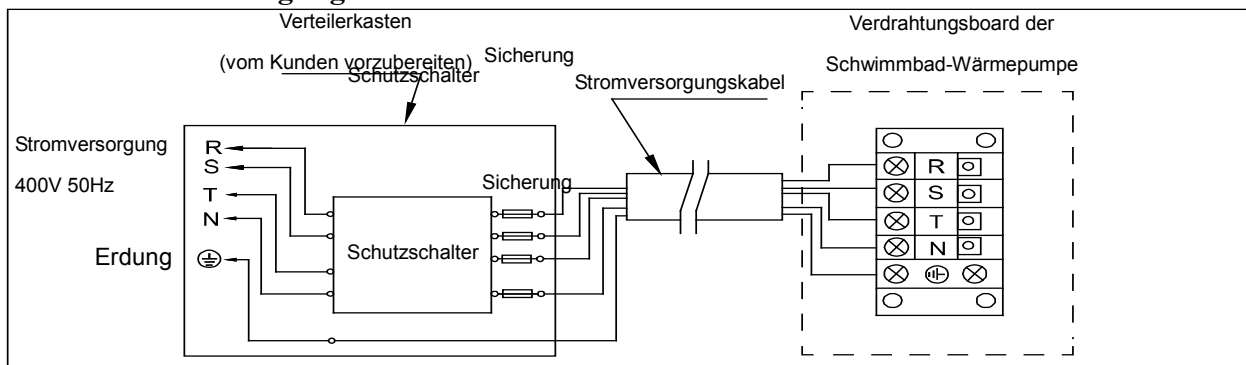 Verteilerkasten
(vom Kunden vorzubereiten)
Schutzschalter
Sicherung
Stromversorgungskabel
Verdrahtungsboard der
Schwimmbad-Wärmepumpe
Stromversorgung
400V 50Hz
R
S
T
N
Erdung
Schutzschalter
Sicherung
R
S
T
N